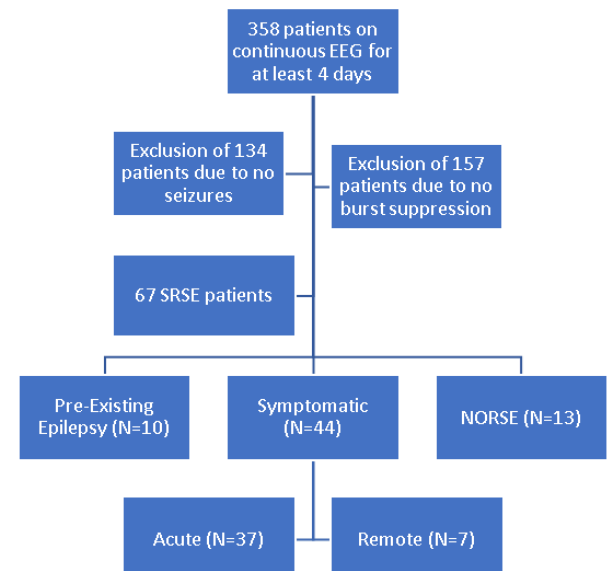 358 patients on
continuous EEG for
at least 4 days
Exclusion of 134
patients due to no
seizures
Exclusion of 157
patients due to no
burst suppression
67 SRSE patients
Pre-Existing
Epilepsy (N=10)
Symptomatic
(N=44)
NORSE (N=13)
Acute (N=37)
Remote (N=7)